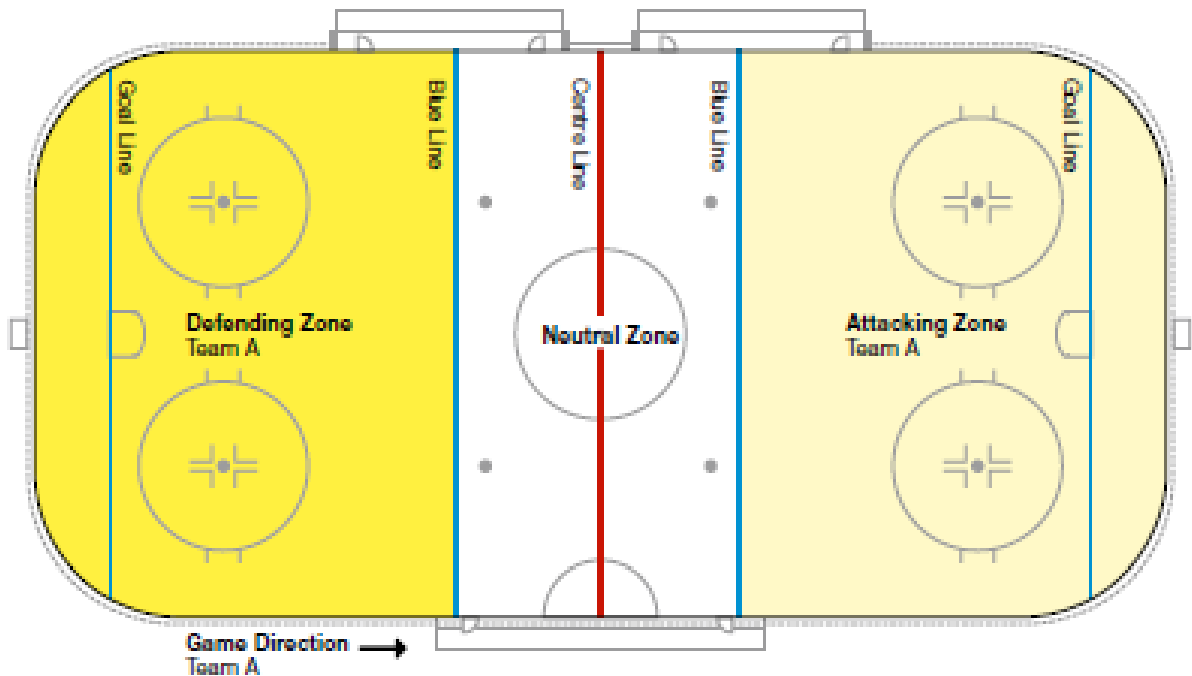 Goal Line
Blue Line
Centre Line
Blue Line
Goal Line
Defending Zone
Team A
Neutral Zone
Attacking Zone
Team A
Game Direction
Team A